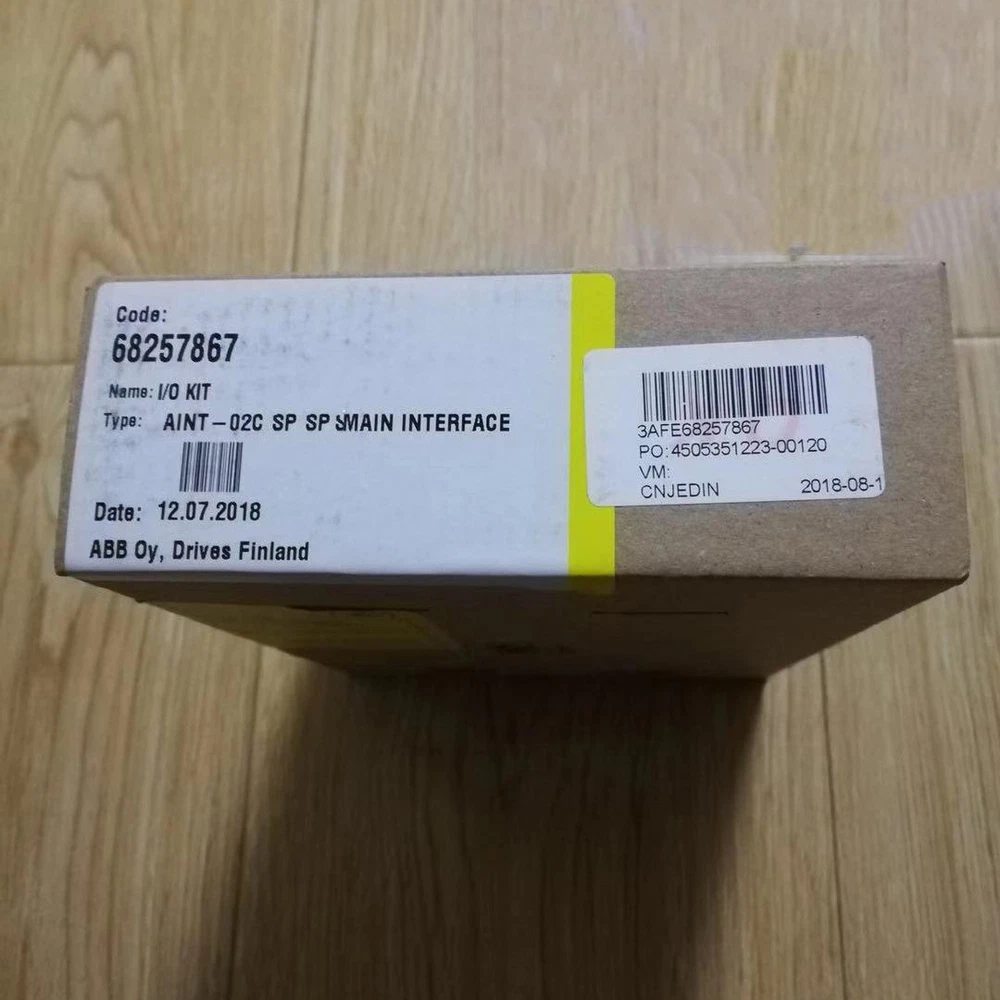 Code:
68257867
Name: I/O KIT
Type: AINT-02C SP SP SMAIN INTERFACE
Date: 12.07.2018
ABB Oy, Drives Finland
3AFE68257867
PO:4505351223-00120
VM:
CNJEDIN 2018-08-1